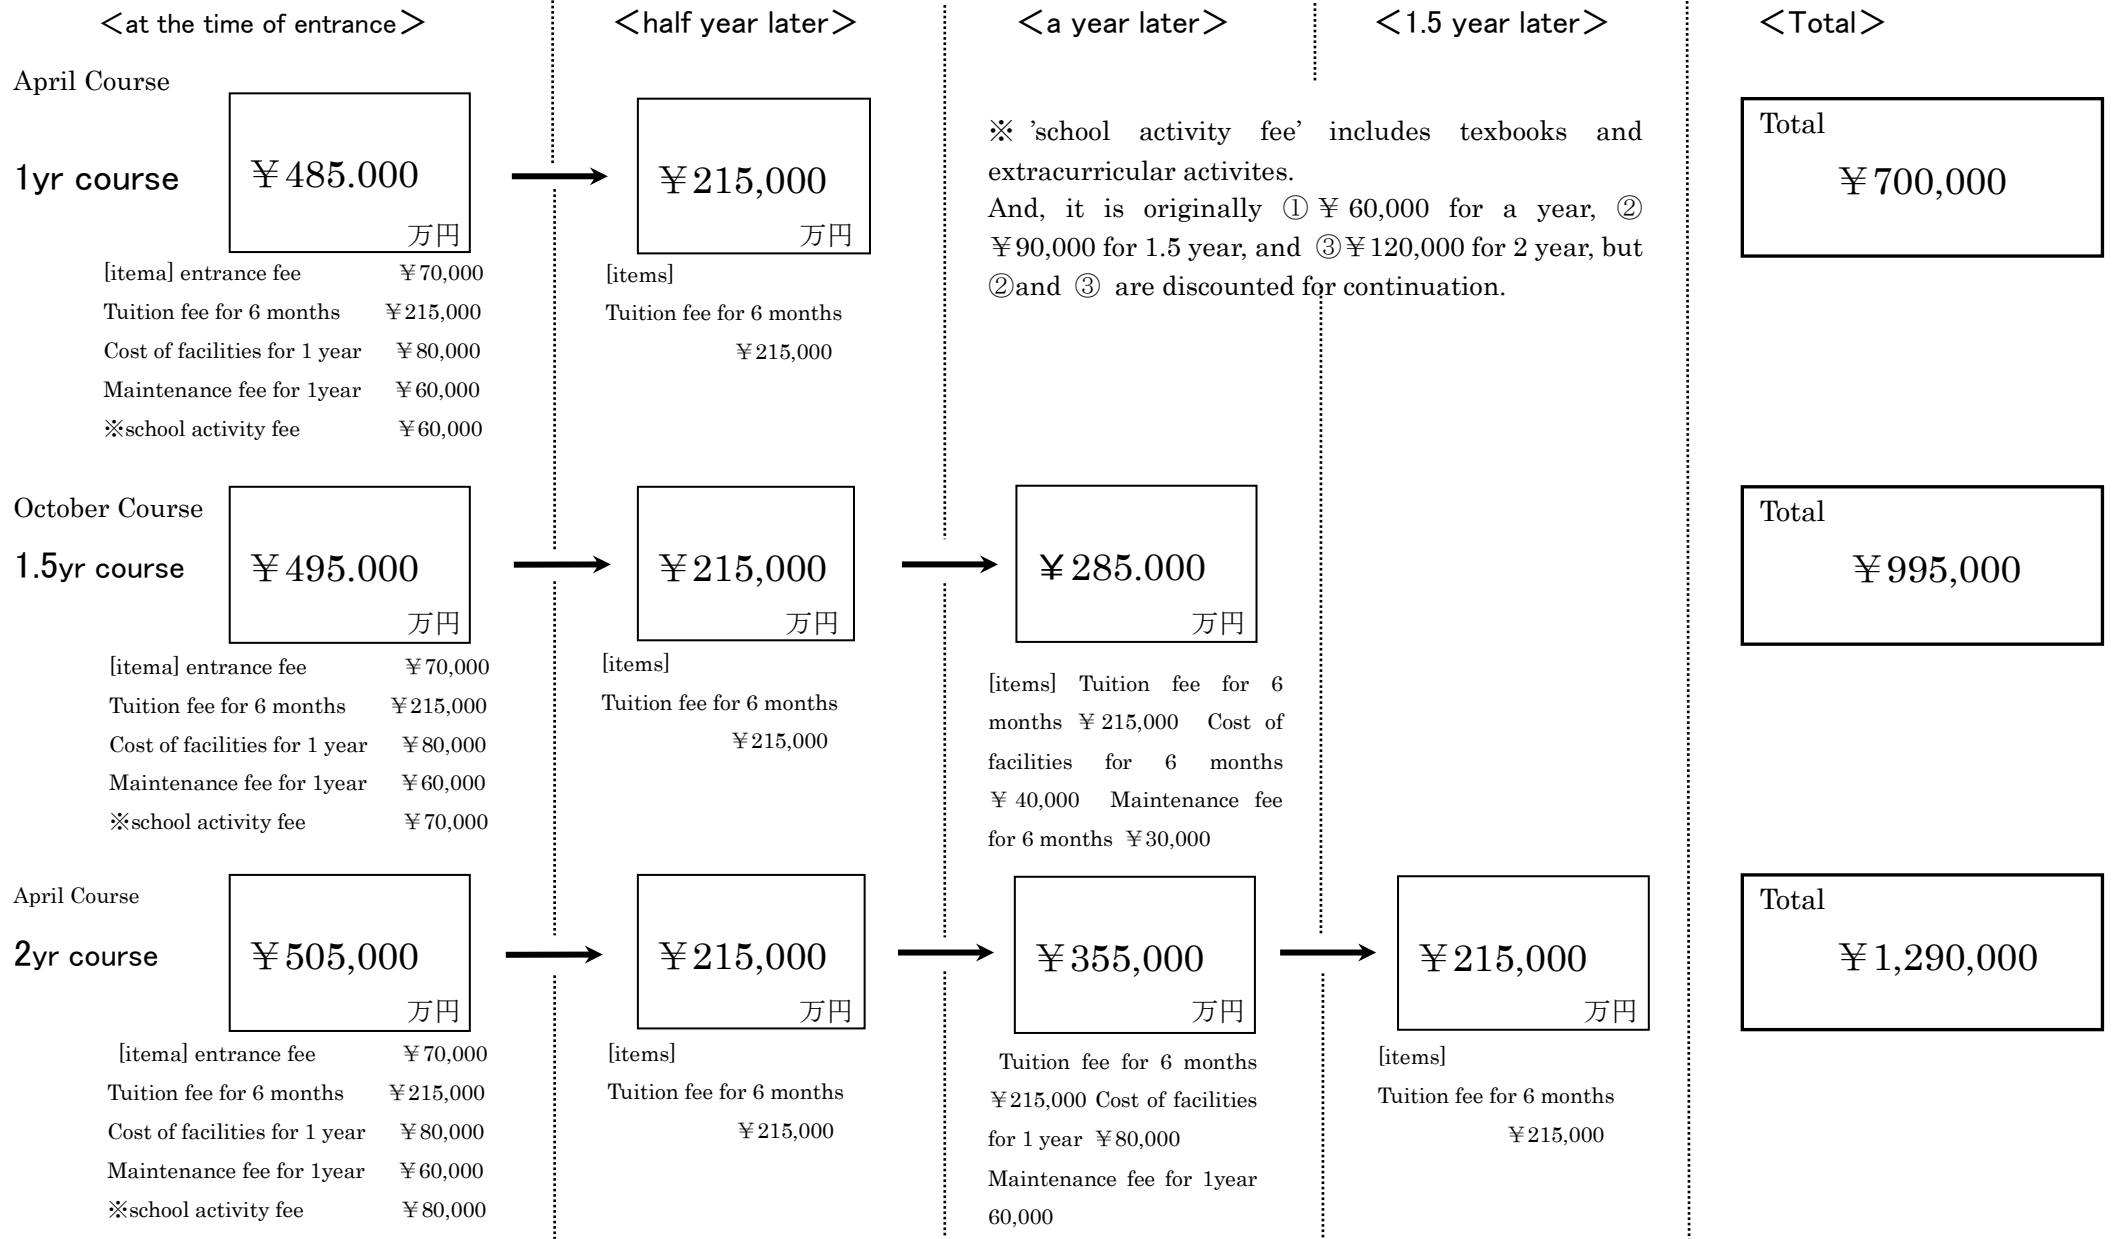 ＜at the time of entrance＞
＜half year later＞
＜a year later＞
＜1.5 year later＞
＜Total＞
April Course
1yr course
￥485.000
万円
[itema] entrance fee ￥70,000
Tuition fee for 6 months ￥215,000
Cost of facilities for 1 year ￥80,000
Maintenance fee for 1year ￥60,000
※school activity fee ￥60,000
￥215,000
万円
[items]
Tuition fee for 6 months
￥215,000
※ ’school activity fee’ includes texbooks and
extracurricular activites.
And, it is originally ①￥60,000 for a year, ②
￥90,000 for 1.5 year, and ③￥120,000 for 2 year, but
②and ③ are discounted for continuation.
Total
￥700,000
October Course
1.5yr course
￥495.000
万円
[itema] entrance fee ￥70,000
Tuition fee for 6 months ￥215,000
Cost of facilities for 1 year ￥80,000
Maintenance fee for 1year ￥60,000
※school activity fee ￥70,000
￥215,000
万円
[items]
Tuition fee for 6 months
￥215,000
￥285.000
万円
[items] Tuition fee for 6
months ￥215,000 Cost of
facilities for 6 months
￥40,000 Maintenance fee
for 6 months ￥30,000
Total
￥995,000
April Course
2yr course
￥505,000
万円
[itema] entrance fee ￥70,000
Tuition fee for 6 months ￥215,000
Cost of facilities for 1 year ￥80,000
Maintenance fee for 1year ￥60,000
※school activity fee ￥80,000
￥215,000
万円
[items]
Tuition fee for 6 months
￥215,000
￥355,000
万円
Tuition fee for 6 months
￥215,000 Cost of facilities
for 1 year ￥80,000
Maintenance fee for 1year
60,000
￥215,000
万円
[items]
Tuition fee for 6 months
￥215,000
Total
￥1,290,000